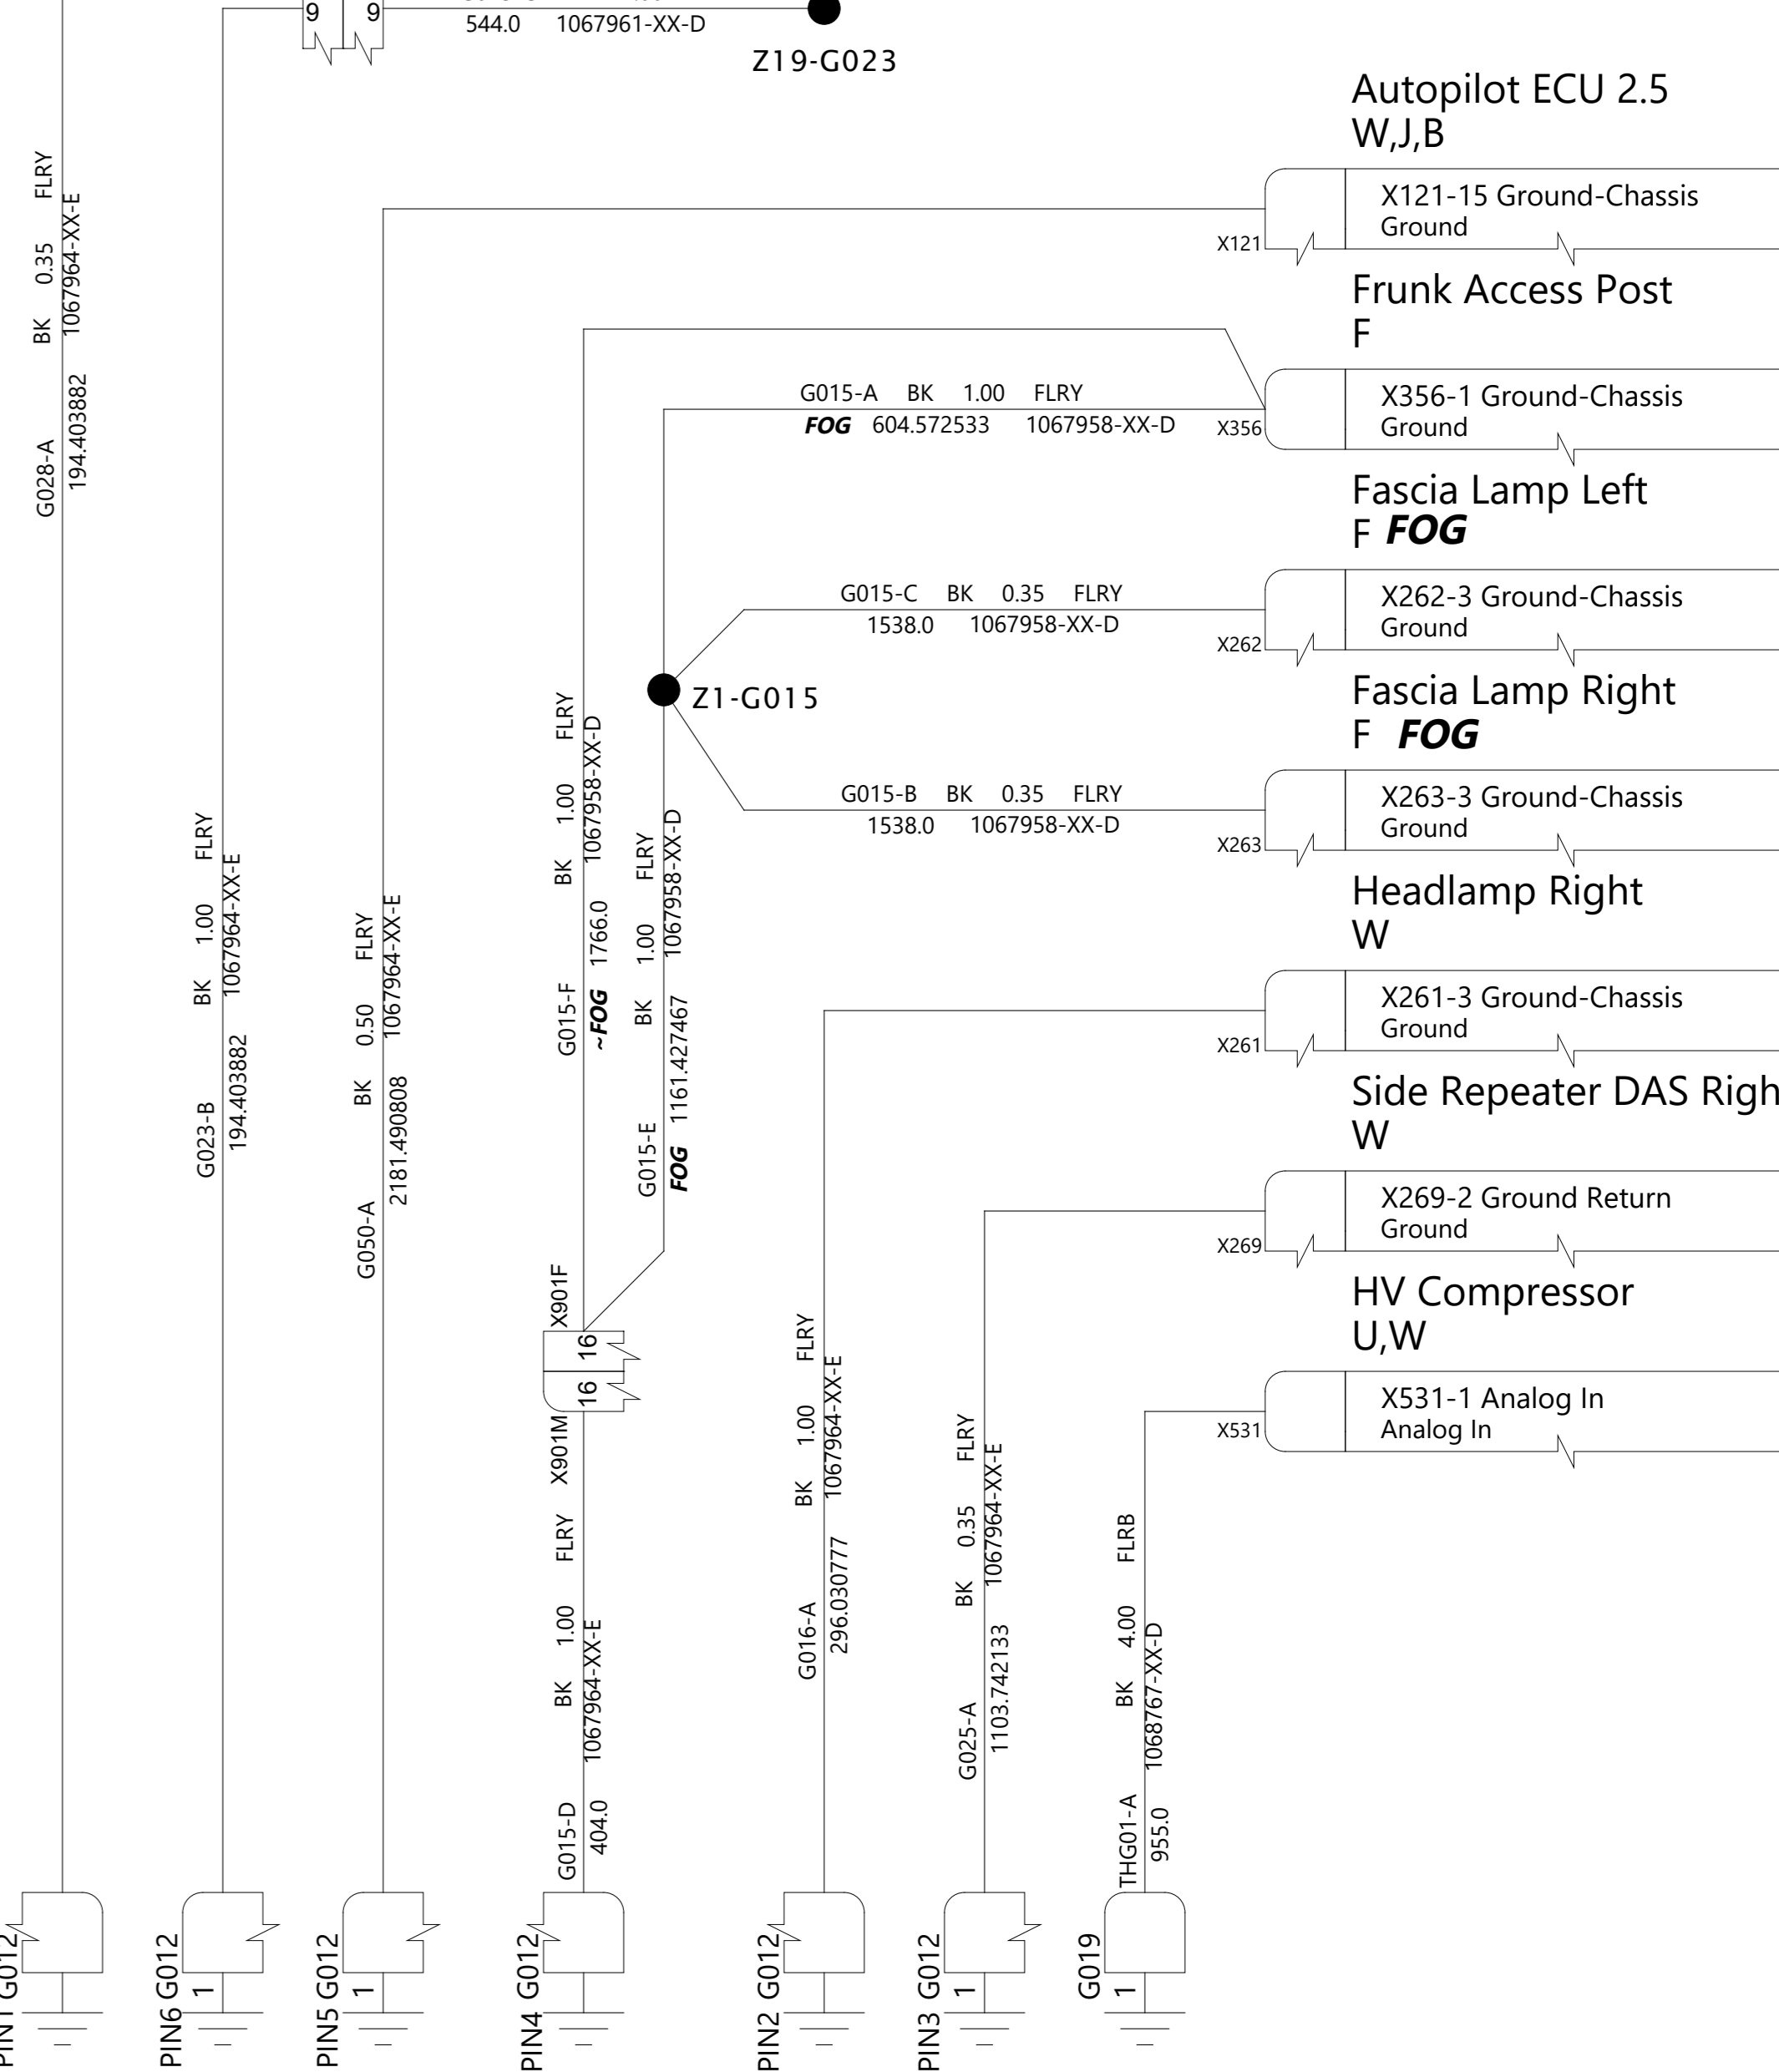 9 9
544.0 1067961-XX-D
Z19-G023
Autopilot ECU 2.5
W,J,B
X121-15 Ground-Chassis
Ground
X121
Frunk Access Post
F
G015-A BK 1.00 FLRY
FOG 604.572533 1067958-XX-D
X356-1 Ground-Chassis
Ground
X356
Fascia Lamp Left
F FOG
G015-C BK 0.35 FLRY
1538.0 1067958-XX-D
X262-3 Ground-Chassis
Ground
X262
Z1-G015
Fascia Lamp Right
F FOG
G015-B BK 0.35 FLRY
1538.0 1067958-XX-D
X263-3 Ground-Chassis
Ground
X263
Headlamp Right
W
X261-3 Ground-Chassis
Ground
X261
Side Repeater DAS Righ
W
X269-2 Ground Return
Ground
X269
HV Compressor
U,W
X531-1 Analog In
Analog In
X531
G028-A BK 0.35 FLRY
194.403882 1067964-XX-E
G023-B BK 1.00 FLRY
194.403882 1067964-XX-E
G050-A BK 0.50 FLRY
2181.490808 1067964-XX-E
G015-F BK 1.00 FLRY
~FOG 1766.0 1067958-XX-D
G015-E BK 1.00 FLRY
FOG 1161.427467 1067958-XX-D
X901F
16
16
X901M
G015-D BK 1.00 FLRY
404.0 1067964-XX-E
G016-A BK 1.00 FLRY
296.030777 1067964-XX-E
G025-A BK 0.35 FLRY
1103.742133 1067964-XX-E
THG01-A BK 4.00 FLRB
955.0 1068767-XX-D
PIN1 G012
PIN6 G012
1
PIN5 G012
1
PIN4 G012
PIN2 G012
PIN3 G012
1
G019
1